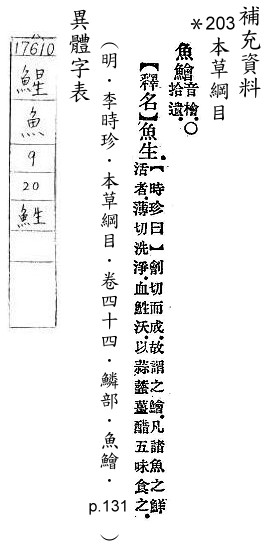 補充資料
*203
本草綱目
魚鱠音檜。○拾遺。
【釋名】魚生。【時珍曰】劊切而成，故謂之鱠。凡諸魚之鮮
活者，薄切洗淨血鮏，沃以蒜虀薑醋五味食之。
（明．李時珍．本草綱目．卷四十四．鱗部．魚鱠．p.131）
異體字表
17610
鯹
魚
9
20
鮏